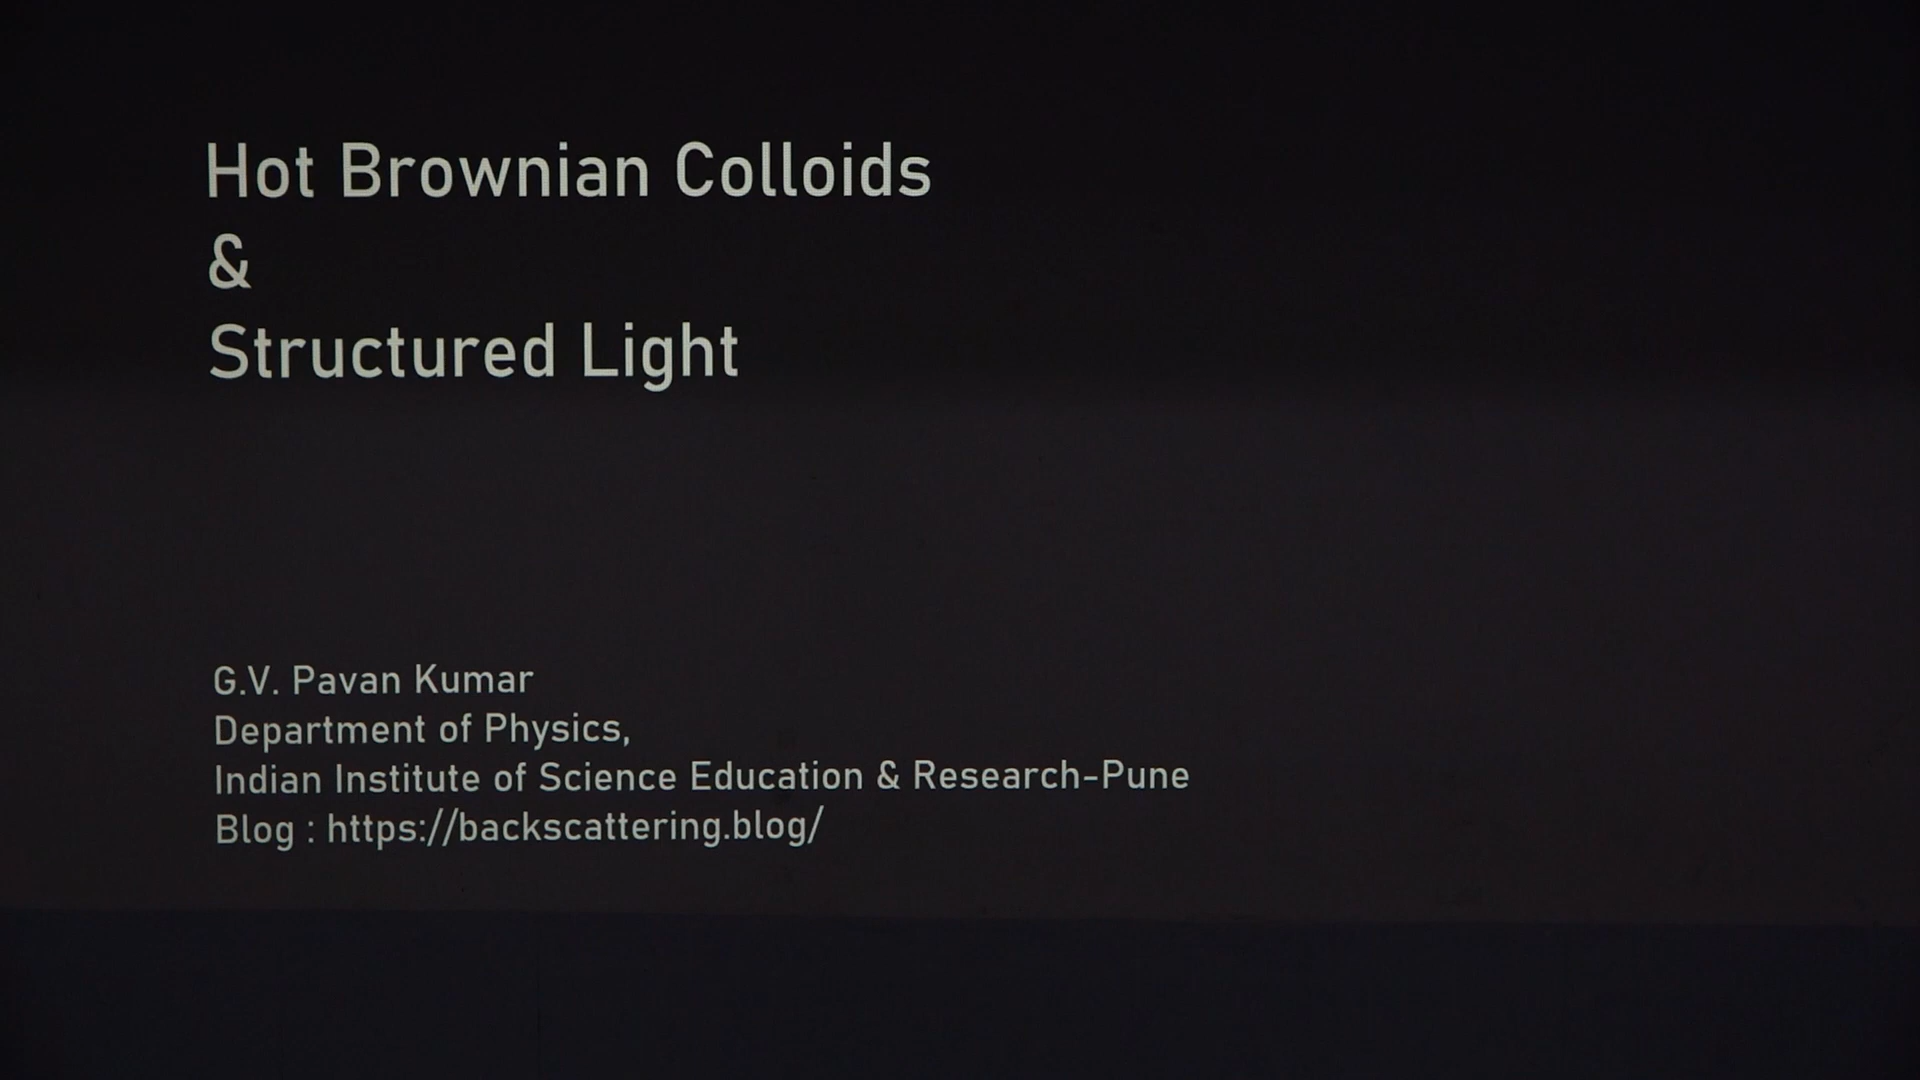 Hot Brownian Colloids
&
Structured Light
G.V. Pavan Kumar
Department of Physics,
Indian Institute of Science Education & Research-Pune
Blog : https://backscattering.blog/